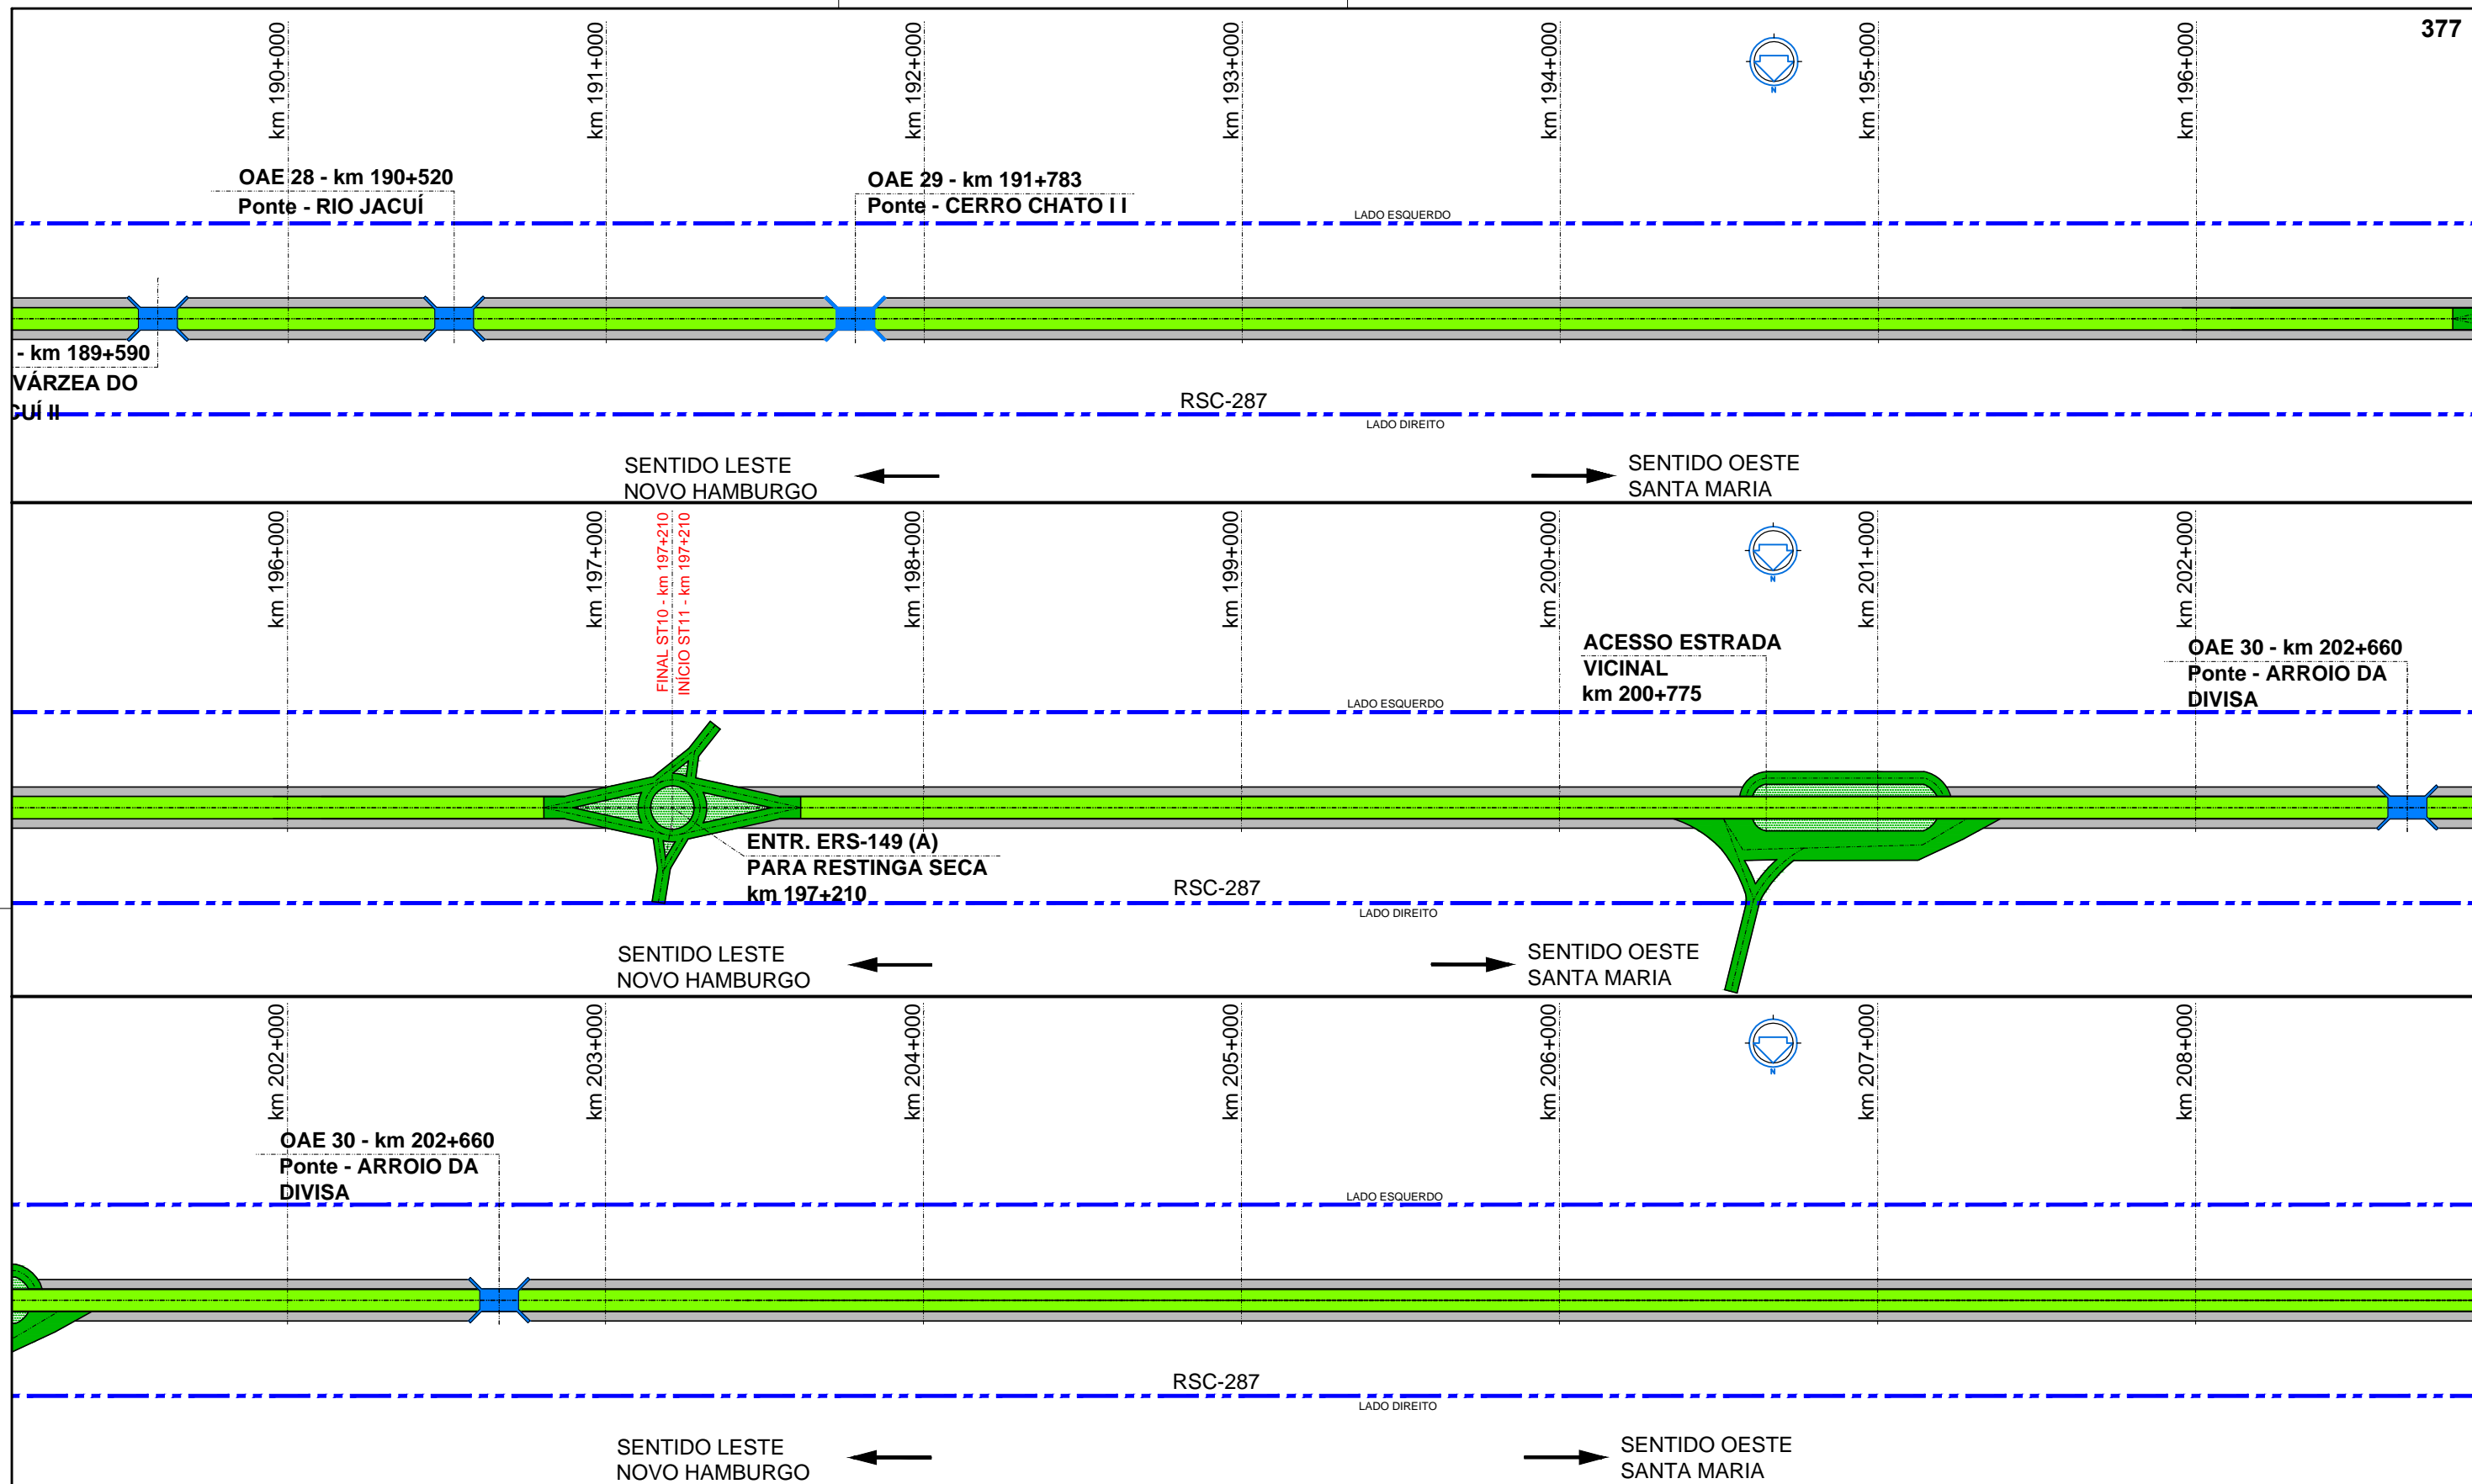 377
km 190+000
km 191+000
km 192+000
km 193+000
km 194+000
km 195+000
km 196+000
N
OAE 28 - km 190+520
Ponte - RIO JACUÍ
OAE 29 - km 191+783
Ponte - CERRO CHATO I I
LADO ESQUERDO
- km 189+590
VÁRZEA DO
CUÍ II
RSC-287
LADO DIREITO
SENTIDO LESTE
NOVO HAMBURGO
SENTIDO OESTE
SANTA MARIA
km 196+000
km 197+000
FINAL ST10 - km 197+210
INÍCIO ST11 - km 197+210
km 198+000
km 199+000
km 200+000
km 201+000
km 202+000
N
ACESSO ESTRADA
VICINAL
km 200+775
OAE 30 - km 202+660
Ponte - ARROIO DA
DIVISA
LADO ESQUERDO
ENTR. ERS-149 (A)
PARA RESTINGA SECA
km 197+210
RSC-287
LADO DIREITO
SENTIDO LESTE
NOVO HAMBURGO
SENTIDO OESTE
SANTA MARIA
km 202+000
km 203+000
km 204+000
km 205+000
km 206+000
km 207+000
km 208+000
N
OAE 30 - km 202+660
Ponte - ARROIO DA
DIVISA
LADO ESQUERDO
RSC-287
LADO DIREITO
SENTIDO LESTE
NOVO HAMBURGO
SENTIDO OESTE
SANTA MARIA